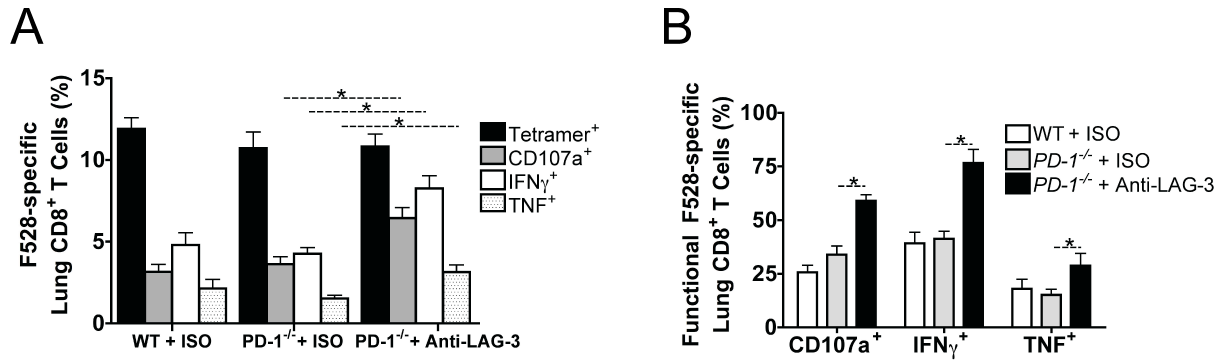 A
F528-specific
Lung CD8+ T Cells (%)
15
10
5
0
*
*
*
WT + ISO
PD-1-/-+ ISO
PD-1-/-+ Anti-LAG-3
Tetramer+
CD107a+
IFNγ+
TNF+
B
Functional F528-specific
Lung CD8+ T Cells (%)
100
75
50
25
0
*
*
*
CD107a+
IFNγ+
TNF+
WT + ISO
PD-1-/- + ISO
PD-1-/- + Anti-LAG-3